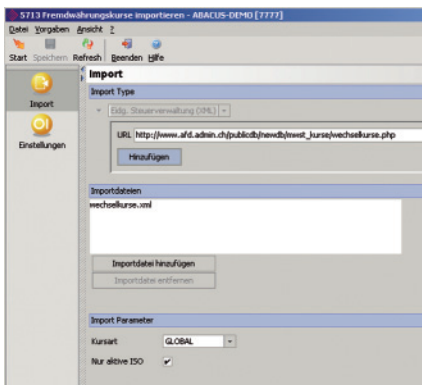 5713 Fremdwährungskurse importieren - ABACUS-DEMO [7777]
Datei Vorgaben Ansicht ?
Start Speichern Refresh Beenden Hilfe
Import
Import Type
Import
Eidg. Steuerverwaltung (XML)
URL http://www.afd.admin.ch/publicdb/newdb/mwst_kurse/wechselkurse.php
Einstellungen
Hinzufügen
Importdateien
wechselkurse.xml
Importdatei hinzufügen
Importdatei entfernen
Import Parameter
Kursart GLOBAL
Nur aktive ISO